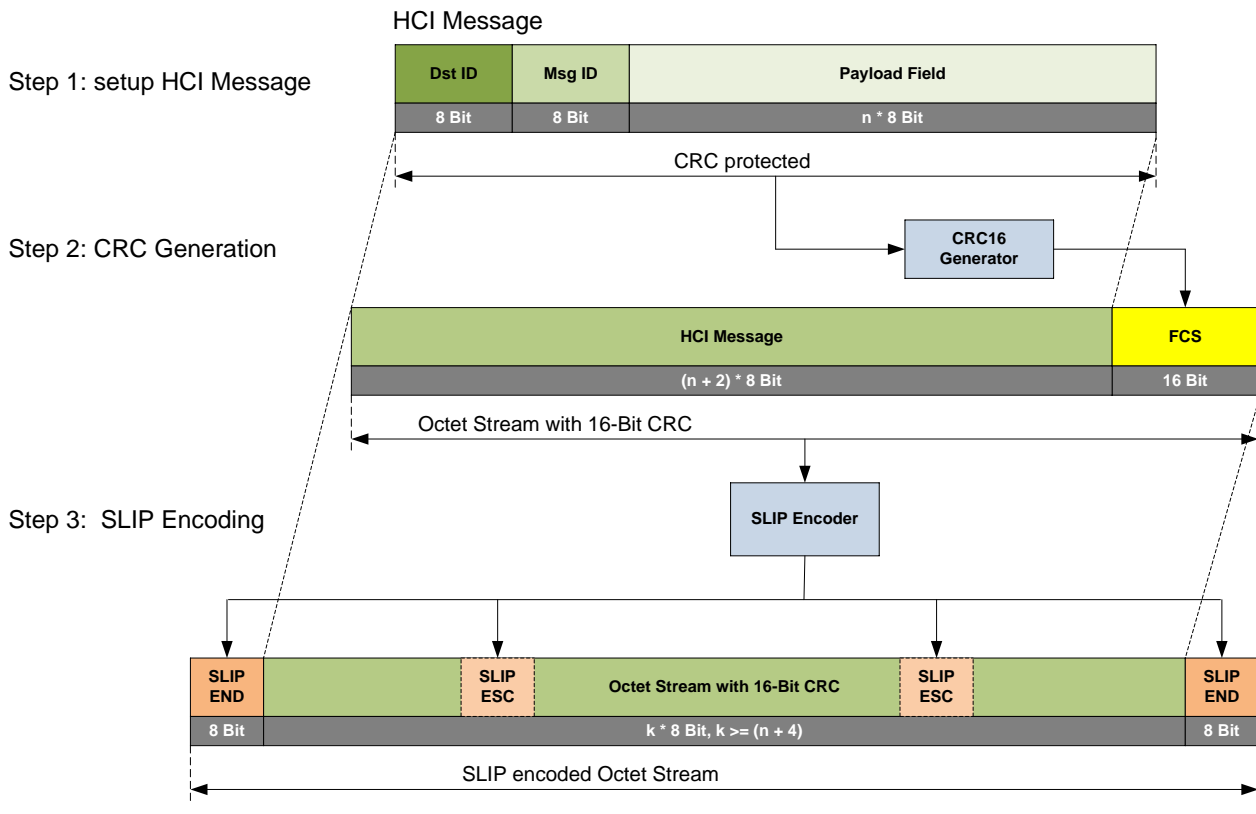 HCI Message
Step 1: setup HCI Message
Dst ID
Msg ID
Payload Field
8 Bit
8 Bit
n * 8 Bit
CRC protected
Step 2: CRC Generation
CRC16
Generator
HCI Message
FCS
(n + 2) * 8 Bit
16 Bit
Octet Stream with 16-Bit CRC
Step 3:  SLIP Encoding
SLIP Encoder
SLIP
END
SLIP
ESC
Octet Stream with 16-Bit CRC
SLIP
ESC
SLIP
END
8 Bit
k * 8 Bit, k >= (n + 4)
8 Bit
SLIP encoded Octet Stream